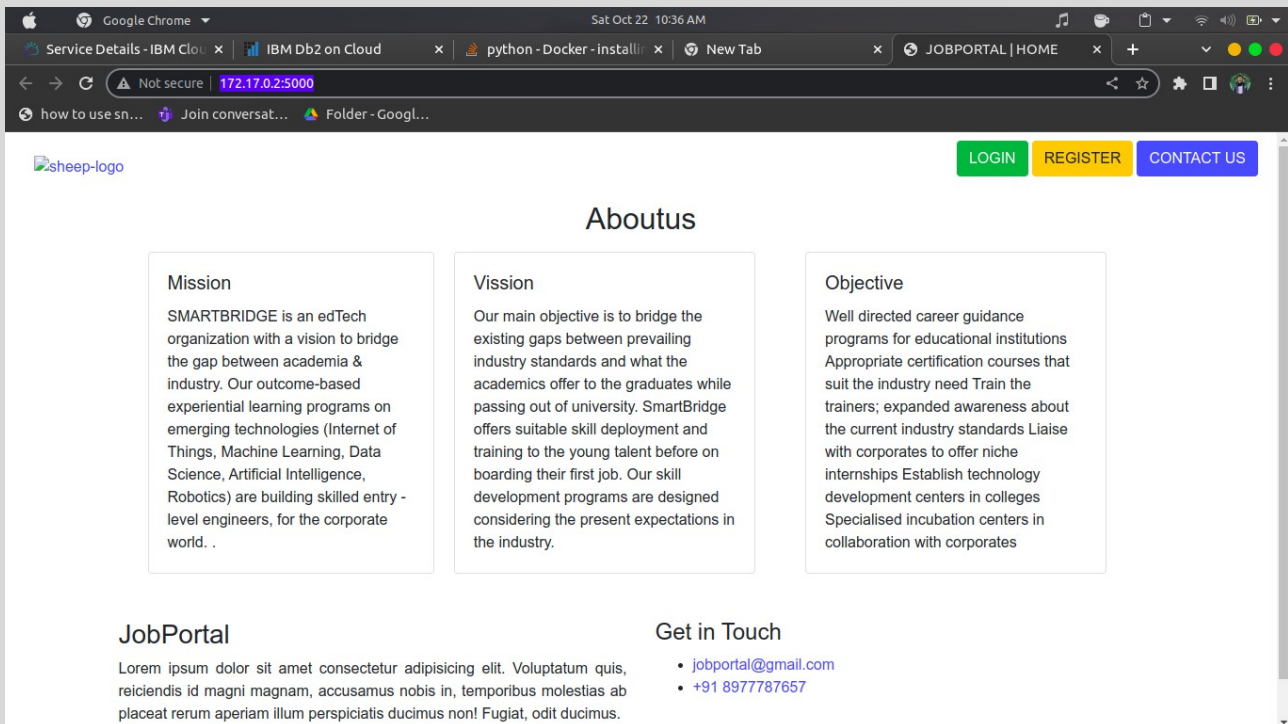 Google Chrome
Sat Oct 22 10:36 AM
Service Details - IBM Clou
IBM Db2 on Cloud
python - Docker - installin
New Tab
JOBPORTAL | HOME
Not secure | 172.17.0.2:5000
how to use sn...
Join conversat...
Folder - Googl...
sheep-logo
LOGIN
REGISTER
CONTACT US
Aboutus
Mission
SMARTBRIDGE is an edTech
organization with a vision to bridge
the gap between academia &
industry. Our outcome-based
experiential learning programs on
emerging technologies (Internet of
Things, Machine Learning, Data
Science, Artificial Intelligence,
Robotics) are building skilled entry -
level engineers, for the corporate
world. .
Vission
Our main objective is to bridge the
existing gaps between prevailing
industry standards and what the
academics offer to the graduates while
passing out of university. SmartBridge
offers suitable skill deployment and
training to the young talent before on
boarding their first job. Our skill
development programs are designed
considering the present expectations in
the industry.
Objective
Well directed career guidance
programs for educational institutions
Appropriate certification courses that
suit the industry need Train the
trainers; expanded awareness about
the current industry standards Liaise
with corporates to offer niche
internships Establish technology
development centers in colleges
Specialised incubation centers in
collaboration with corporates
JobPortal
Lorem ipsum dolor sit amet consectetur adipisicing elit. Voluptatum quis,
reiciendis id magni magnam, accusamus nobis in, temporibus molestias ab
placeat rerum aperiam illum perspiciatis ducimus non! Fugiat, odit ducimus.
Get in Touch
jobportal@gmail.com
+91 8977787657